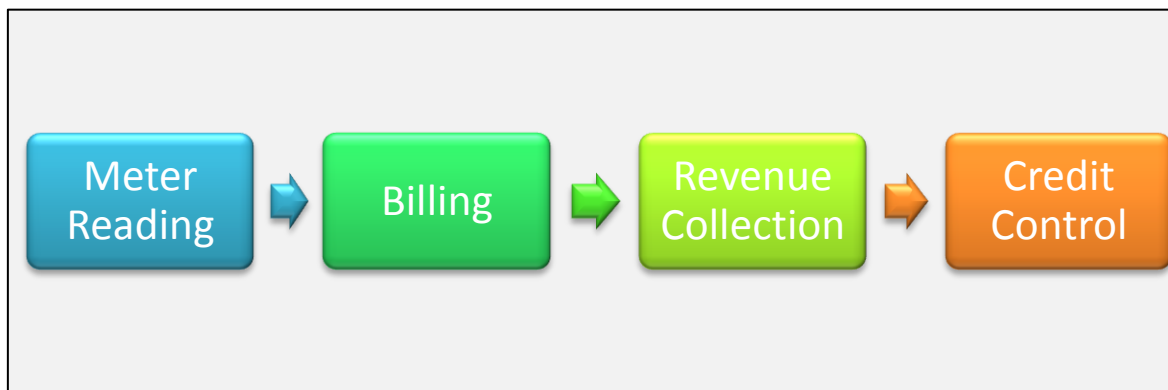 Meter
Reading
Billing
Revenue
Collection
Credit
Control